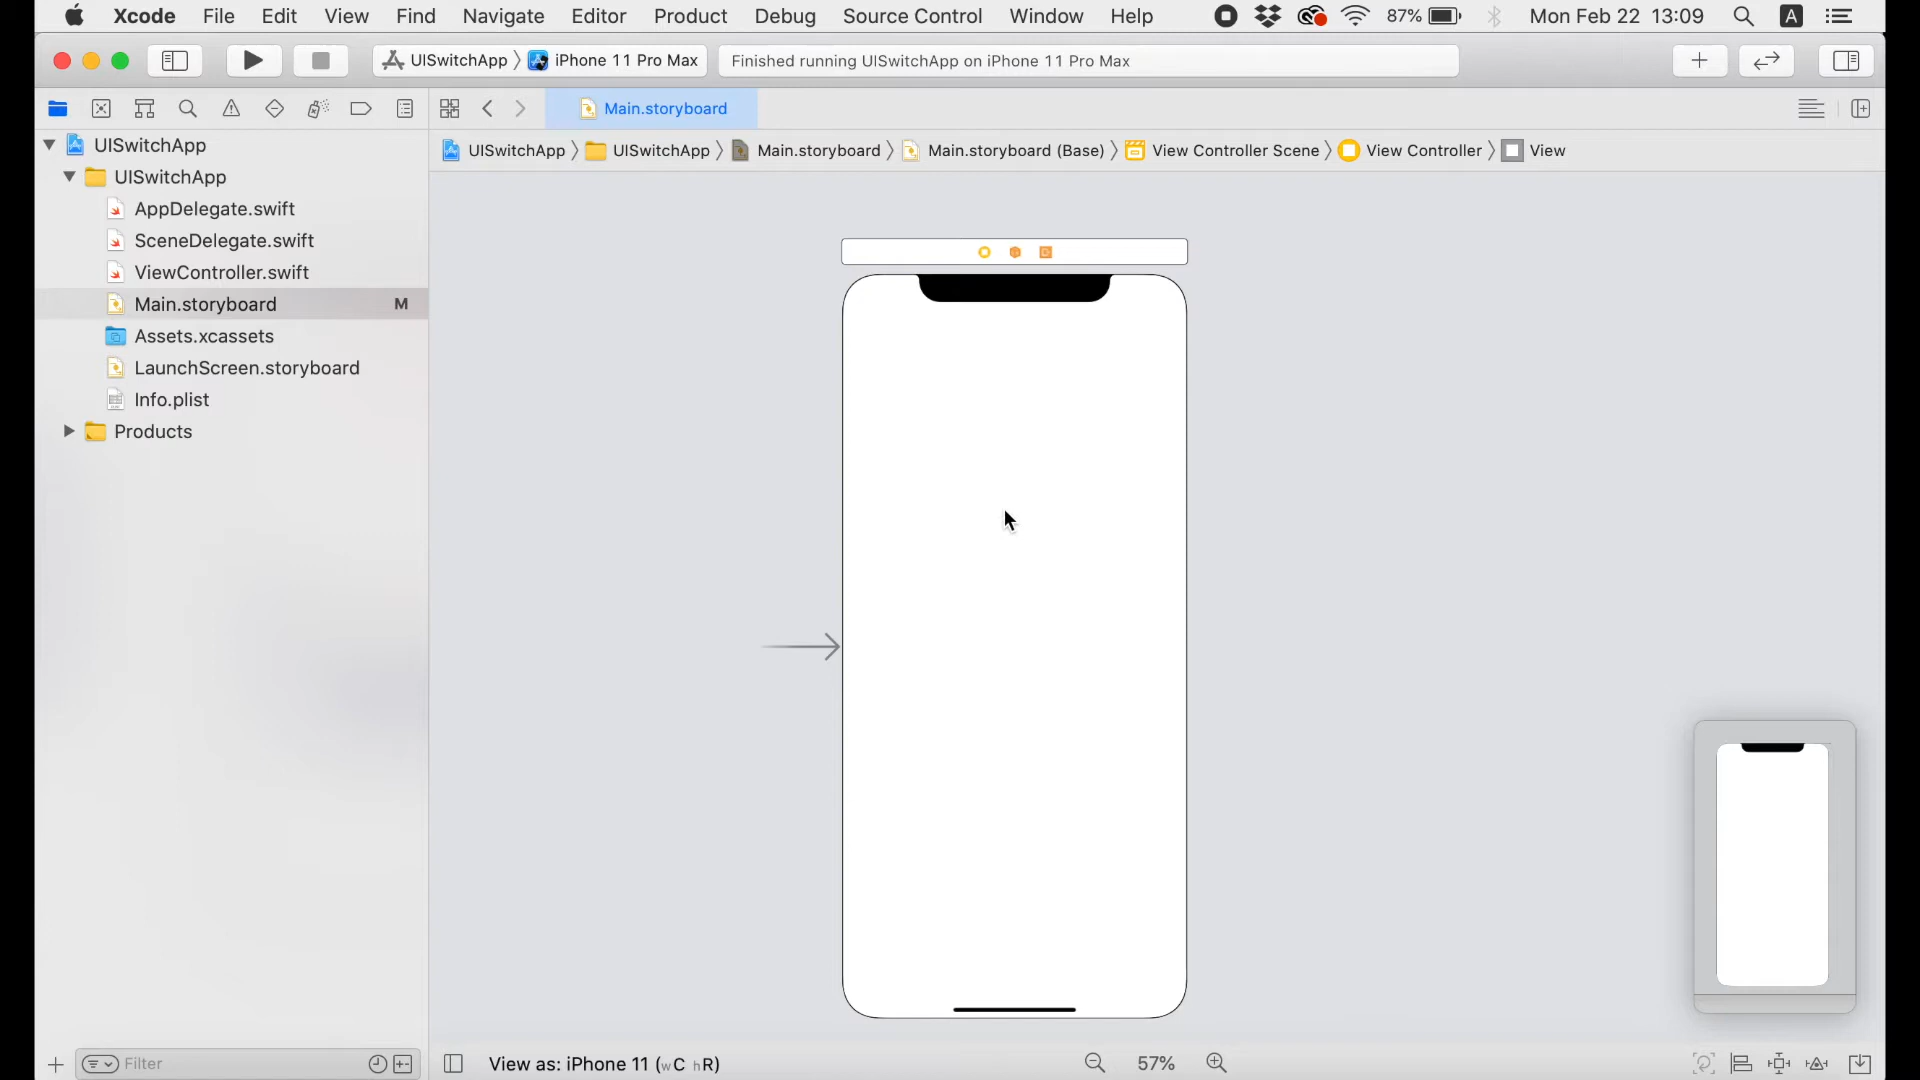 Xcode File Edit View Find Navigate Editor Product Debug Source Control Window Help 87% Mon Feb 22 13:09 A
UISwitchApp iPhone 11 Pro Max Finished running UISwitchApp on iPhone 11 Pro Max
Main.storyboard
UISwitchApp UISwitchApp Main.storyboard Main.storyboard (Base) View Controller Scene View Controller View
UISwitchApp
UISwitchApp
AppDelegate.swift
SceneDelegate.swift
ViewController.swift
Main.storyboard M
Assets.xcassets
LaunchScreen.storyboard
Info.plist
Products
Filter
View as: iPhone 11 (wC hR)
57%